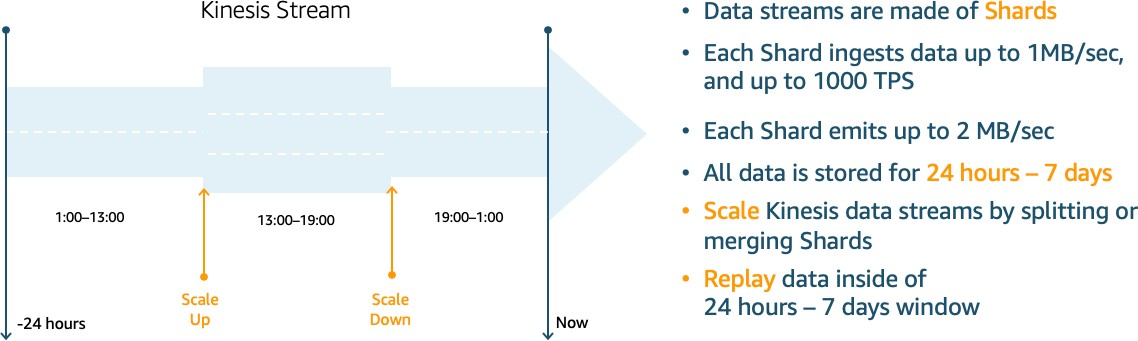 Kinesis Stream
1:00–13:00
13:00–19:00
19:00–1:00
Scale
Up
Scale
Down
-24 hours
Now
• Data streams are made of Shards
• Each Shard ingests data up to 1MB/sec,
and up to 1000 TPS
• Each Shard emits up to 2 MB/sec
• All data is stored for 24 hours – 7 days
• Scale Kinesis data streams by splitting or
merging Shards
• Replay data inside of
24 hours – 7 days window